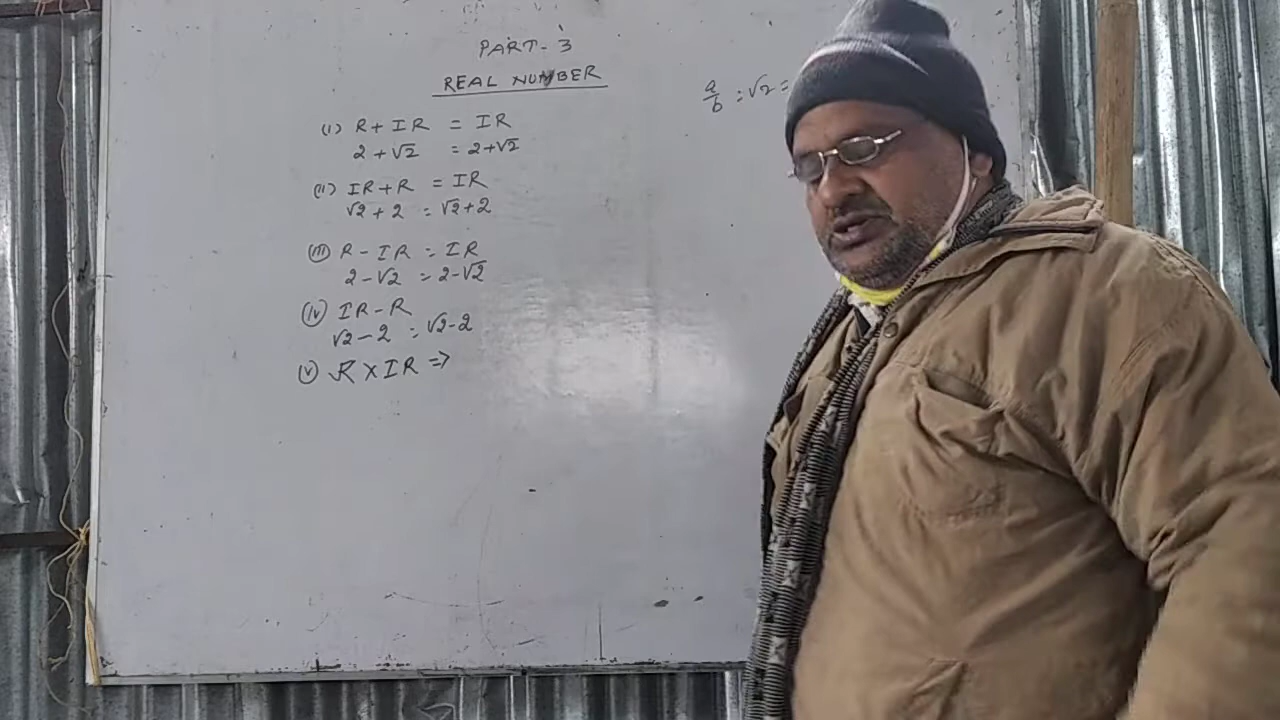 PART-3
REAL NUMBER
a/b = √2 =
(i) R + IR = IR
2 + √2 = 2+√2
(ii) IR + R = IR
√2 + 2 = √2 + 2
(iii) R - IR = IR
2 - √2 = 2 - √2
(iv) IR - R
√2 - 2 = √2 - 2
(v) R × IR =>